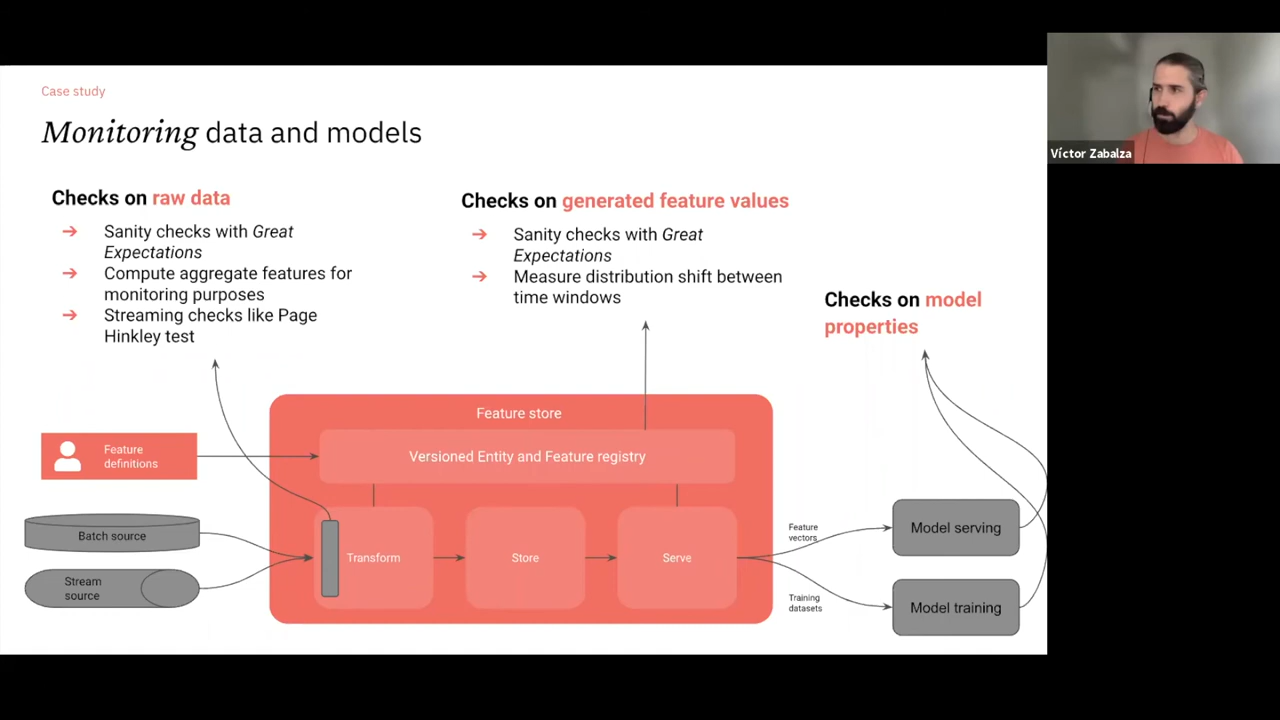 Case study
Monitoring data and models
Checks on raw data
➔ Sanity checks with Great
Expectations
➔ Compute aggregate features for
monitoring purposes
➔ Streaming checks like Page
Hinkley test
Checks on generated feature values
➔ Sanity checks with Great
Expectations
➔ Measure distribution shift between
time windows
Checks on model
properties
Feature store
Versioned Entity and Feature registry
Feature
definitions
Batch source
Stream
source
Transform
Store
Serve
Feature
vectors
Training
datasets
Model serving
Model training
Víctor Zabalza